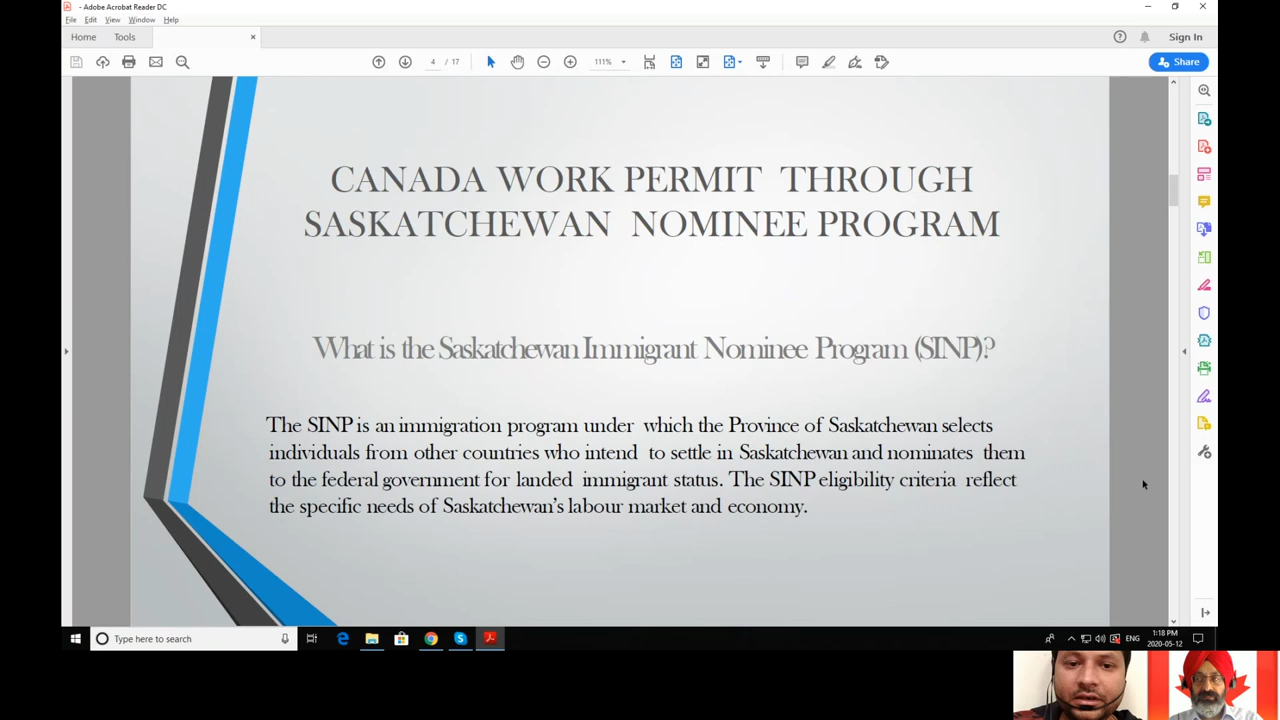 - Adobe Acrobat Reader DC
File Edit View Window Help
Home Tools
Sign In
4 / 17
111%
Share
CANADA WORK PERMIT THROUGH
SASKATCHEWAN NOMINEE PROGRAM
What is the Saskatchewan Immigrant Nominee Program (SINP)?
The SINP is an immigration program under which the Province of Saskatchewan selects
individuals from other countries who intend to settle in Saskatchewan and nominates them
to the federal government for landed immigrant status. The SINP eligibility criteria reflect
the specific needs of Saskatchewan's labour market and economy.
Type here to search
ENG
1:18 PM
2020-05-12